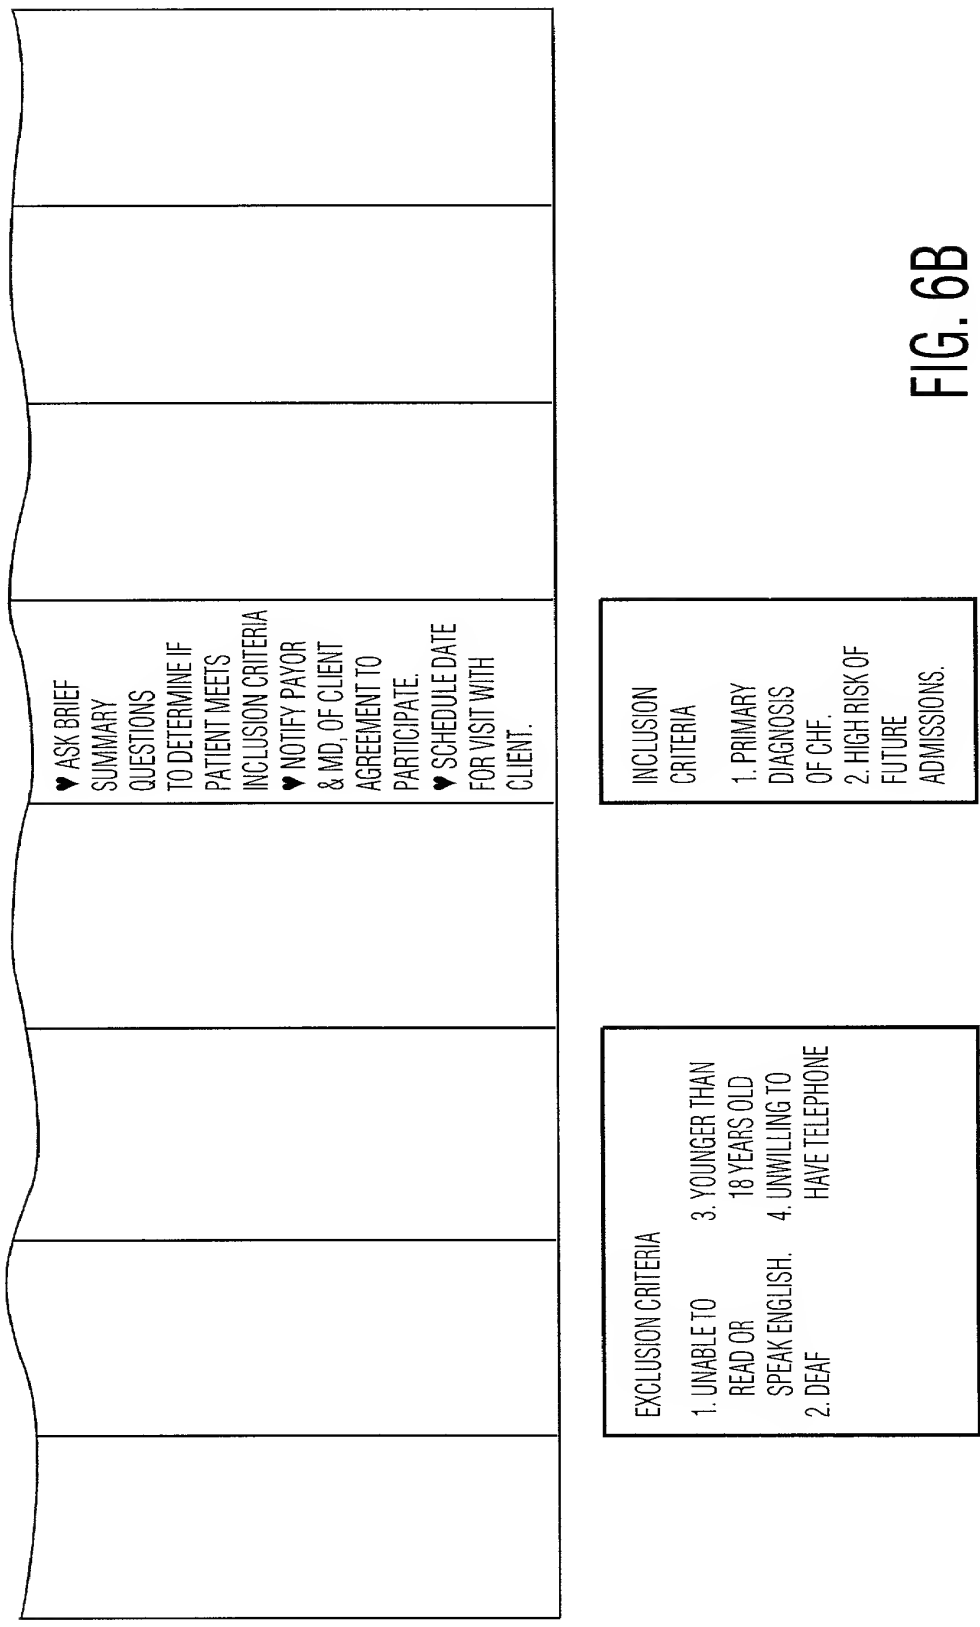 ♥ ASK BRIEF
SUMMARY
QUESTIONS
TO DETERMINE IF
PATIENT MEETS
INCLUSION CRITERIA
♥ NOTIFY PAYOR
& MD, OF CLIENT
AGREEMENT TO
PARTICIPATE.
♥ SCHEDULE DATE
FOR VISIT WITH
CLIENT.
EXCLUSION CRITERIA
1. UNABLE TO
READ OR
SPEAK ENGLISH.
2. DEAF
3. YOUNGER THAN
18 YEARS OLD
4. UNWILLING TO
HAVE TELEPHONE
INCLUSION
CRITERIA
1. PRIMARY
DIAGNOSIS
OF CHF.
2. HIGH RISK OF
FUTURE
ADMISSIONS.
FIG. 6B